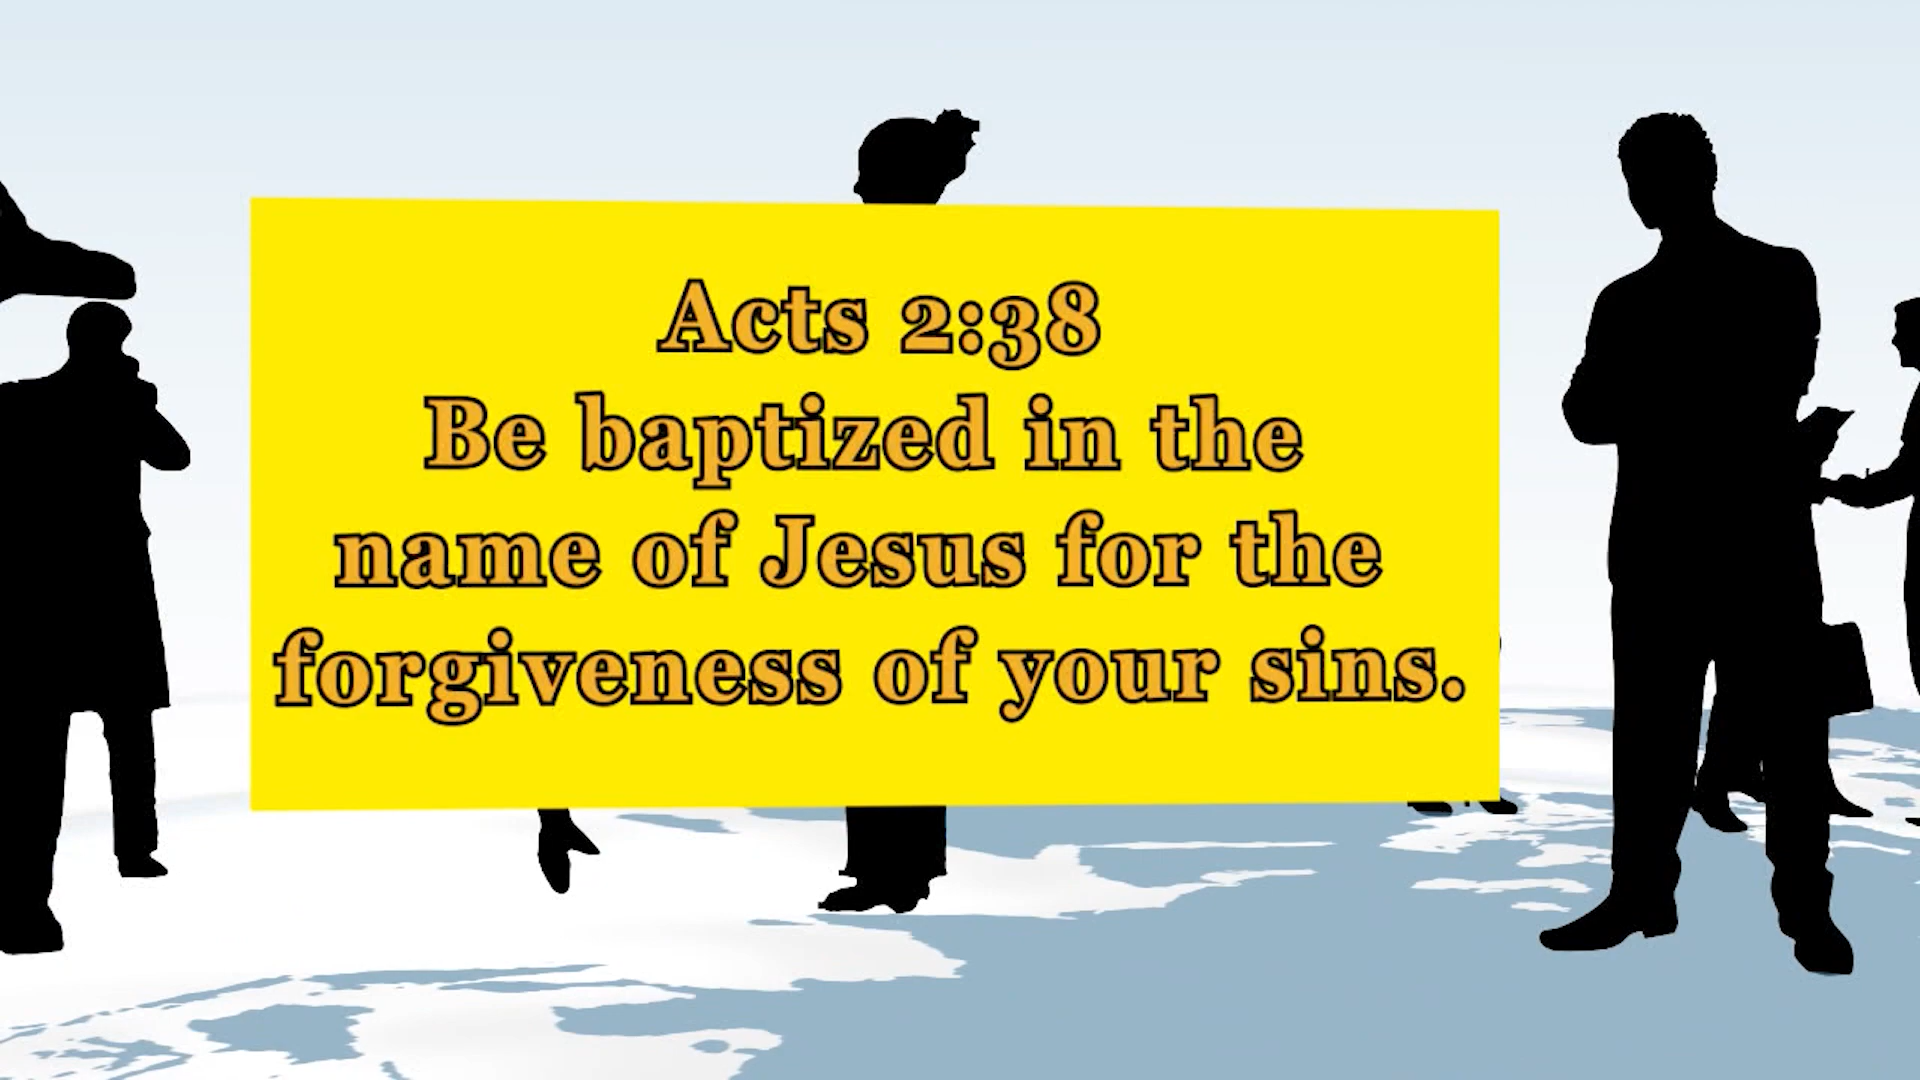 Acts 2:38
Be baptized in the
name of Jesus for the
forgiveness of your sins.